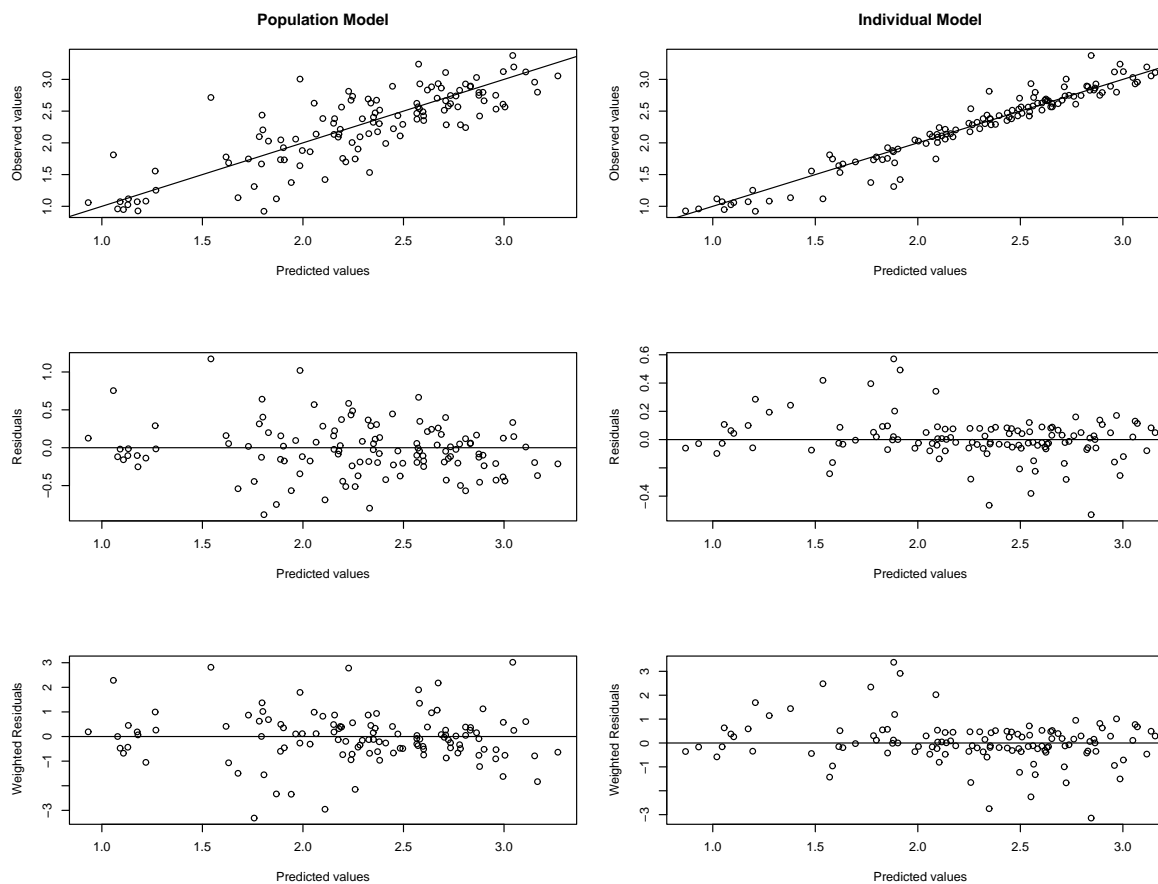 Population Model
Observed values
1.0 1.5 2.0 2.5 3.0
1.0 1.5 2.0 2.5 3.0
Predicted values
Individual Model
Observed values
1.0 1.5 2.0 2.5 3.0
1.0 1.5 2.0 2.5 3.0
Predicted values
Residuals
−0.5 0.0 0.5 1.0
1.0 1.5 2.0 2.5 3.0
Predicted values
Residuals
−0.4 0.0 0.2 0.4 0.6
1.0 1.5 2.0 2.5 3.0
Predicted values
Weighted Residuals
−3 −1 0 1 2 3
1.0 1.5 2.0 2.5 3.0
Predicted values
Weighted Residuals
−3 −1 0 1 2 3
1.0 1.5 2.0 2.5 3.0
Predicted values